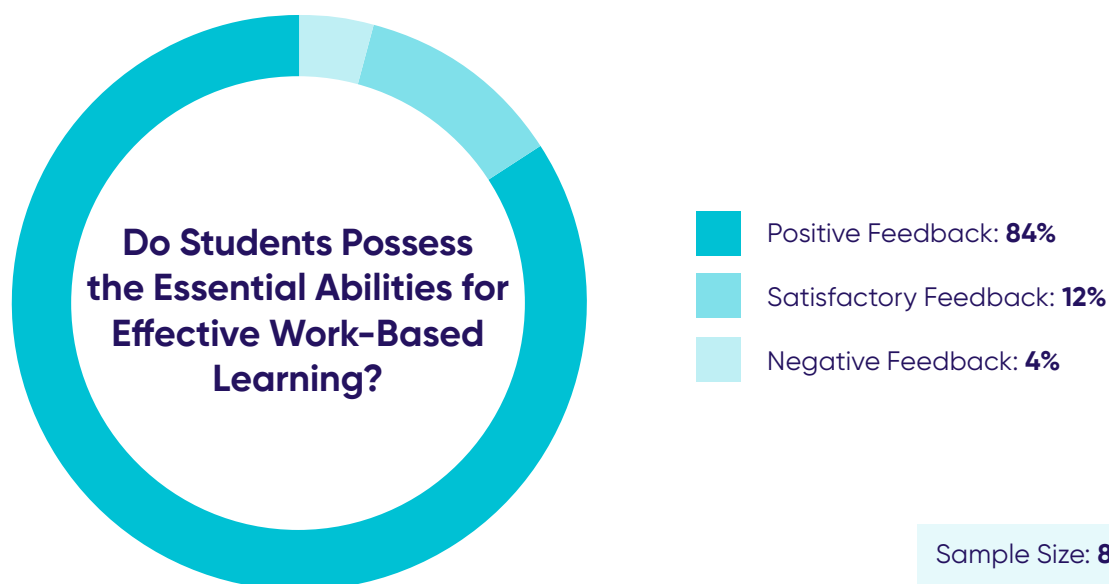 Do Students Possess
the Essential Abilities for
Effective Work-Based
Learning?
Positive Feedback: 84%
Satisfactory Feedback: 12%
Negative Feedback: 4%
Sample Size: